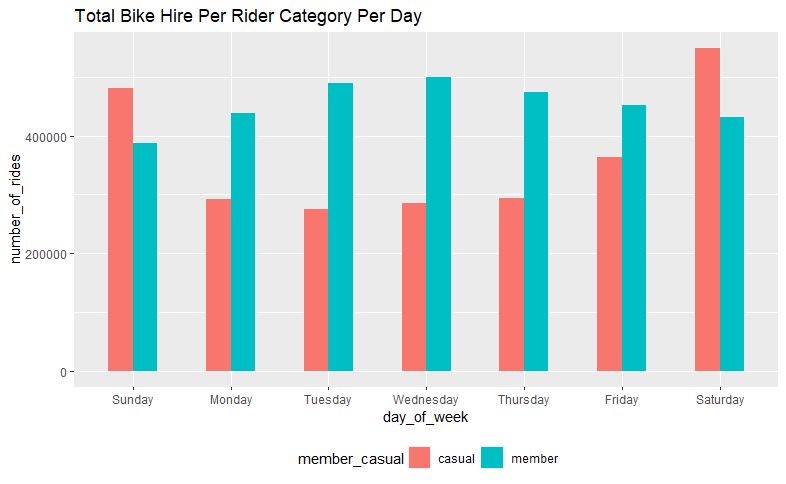 Total Bike Hire Per Rider Category Per Day
number_of_rides
400000
200000
0
Sunday Monday Tuesday Wednesday Thursday Friday Saturday
day_of_week
member_casual casual member